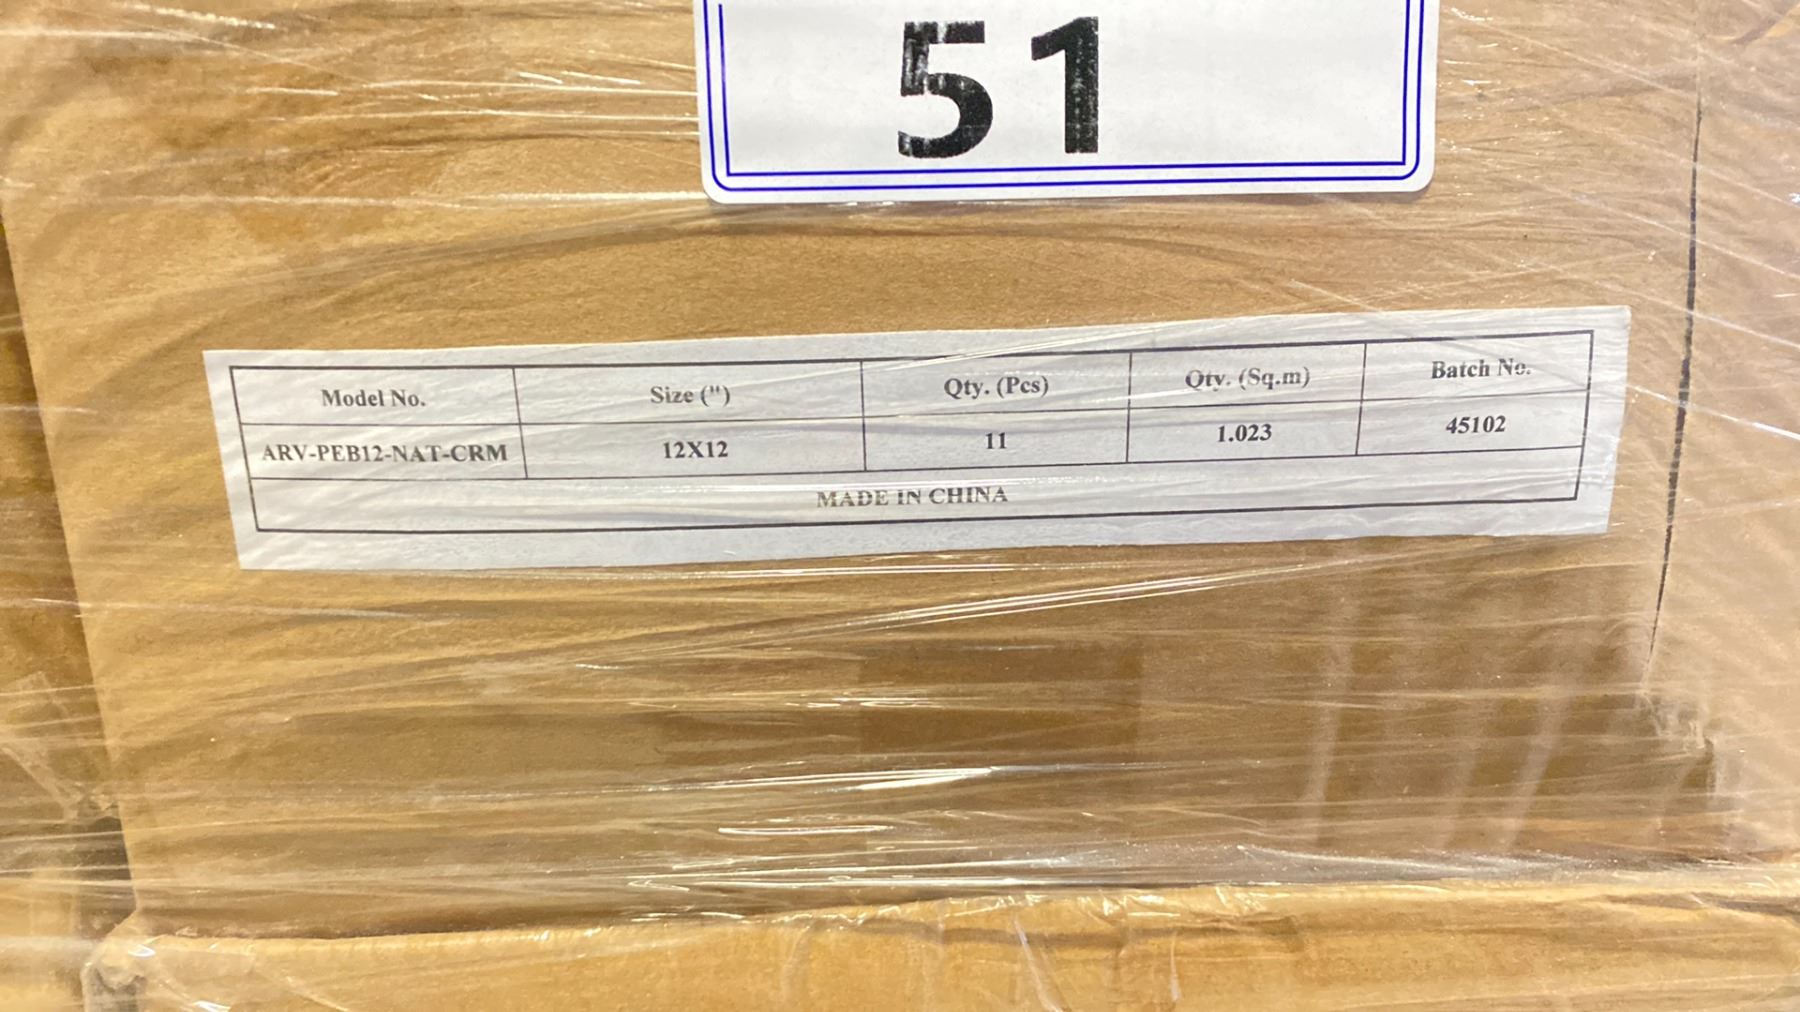 51
Model No. Size (") Qty. (Pcs) Qty. (Sq.m) Batch No.
ARV-PEB12-NAT-CRM 12X12 11 1.023 45102
MADE IN CHINA